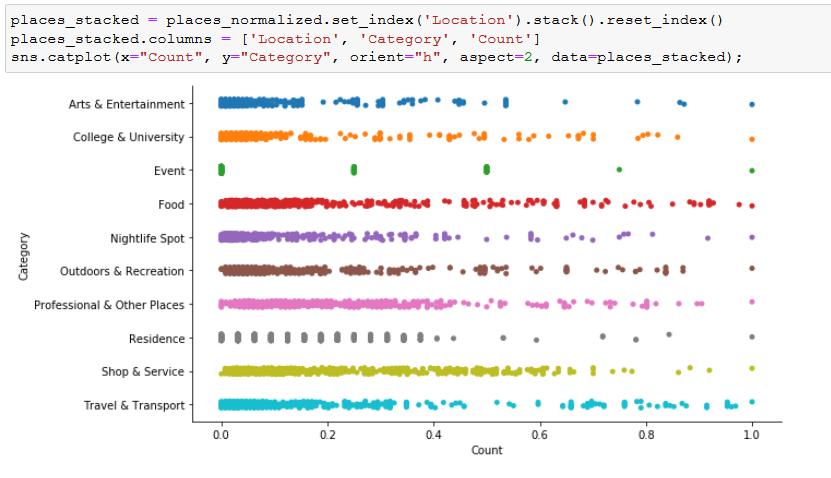 places_stacked = places_normalized.set_index('Location').stack().reset_index()
places_stacked.columns = ['Location', 'Category', 'Count']
sns.catplot(x="Count", y="Category", orient="h", aspect=2, data=places_stacked);
Arts & Entertainment
College & University
Event
Food
Nightlife Spot
Outdoors & Recreation
Professional & Other Places
Residence
Shop & Service
Travel & Transport
Category
0.0 0.2 0.4 0.6 0.8 1.0
Count